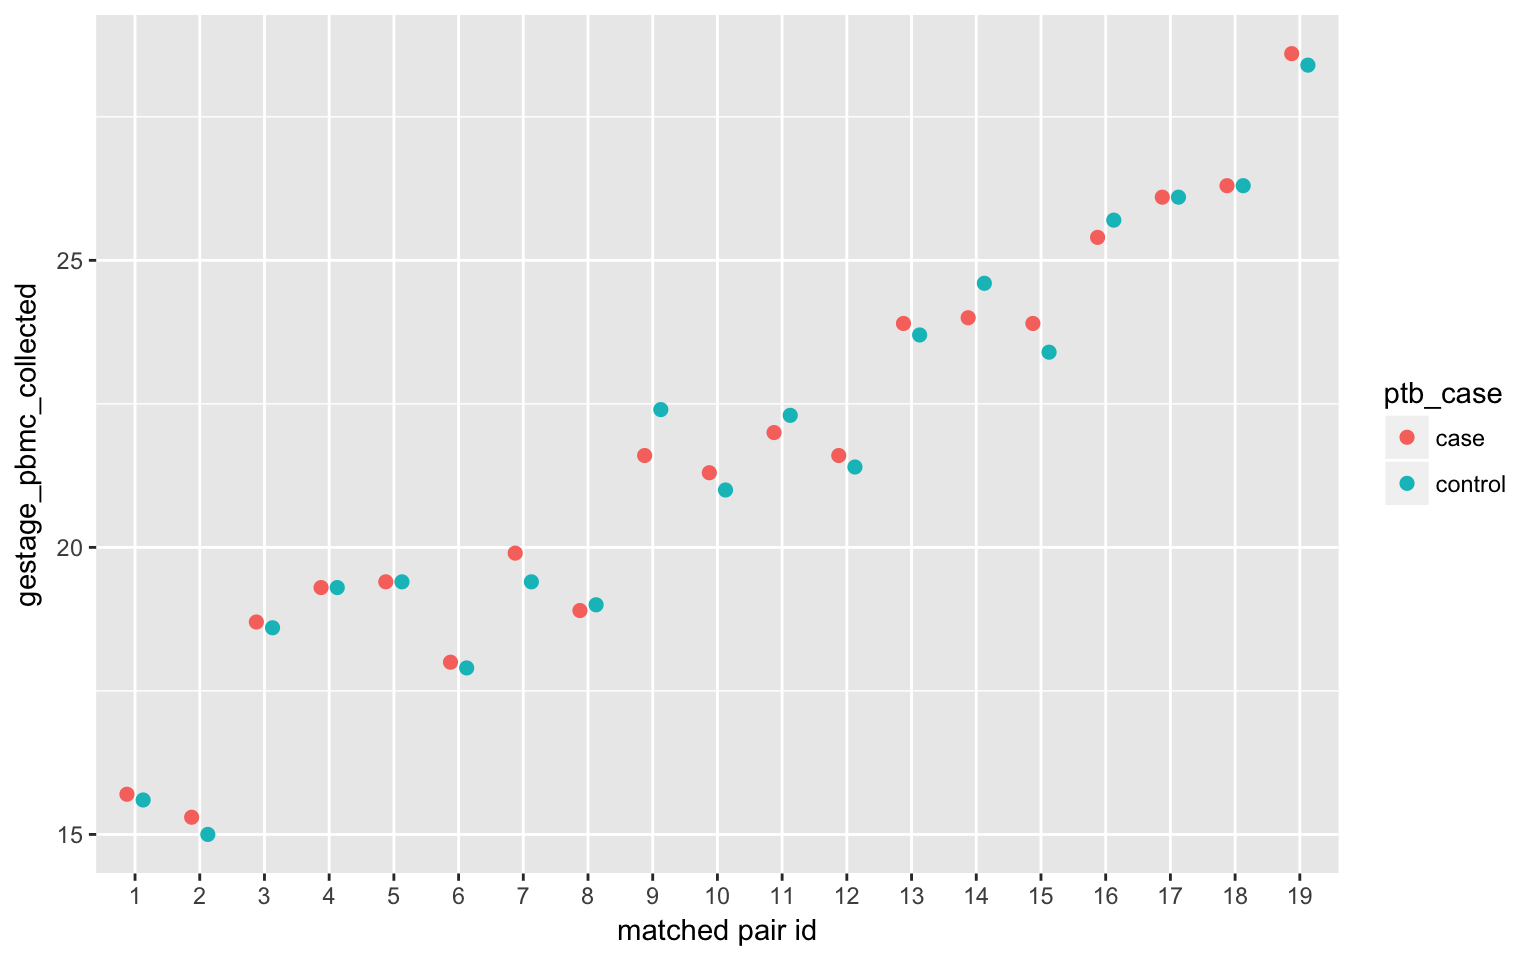 gestage_pbmc_collected
25
20
15
1 2 3 4 5 6 7 8 9 10 11 12 13 14 15 16 17 18 19
matched pair id
ptb_case
case
control